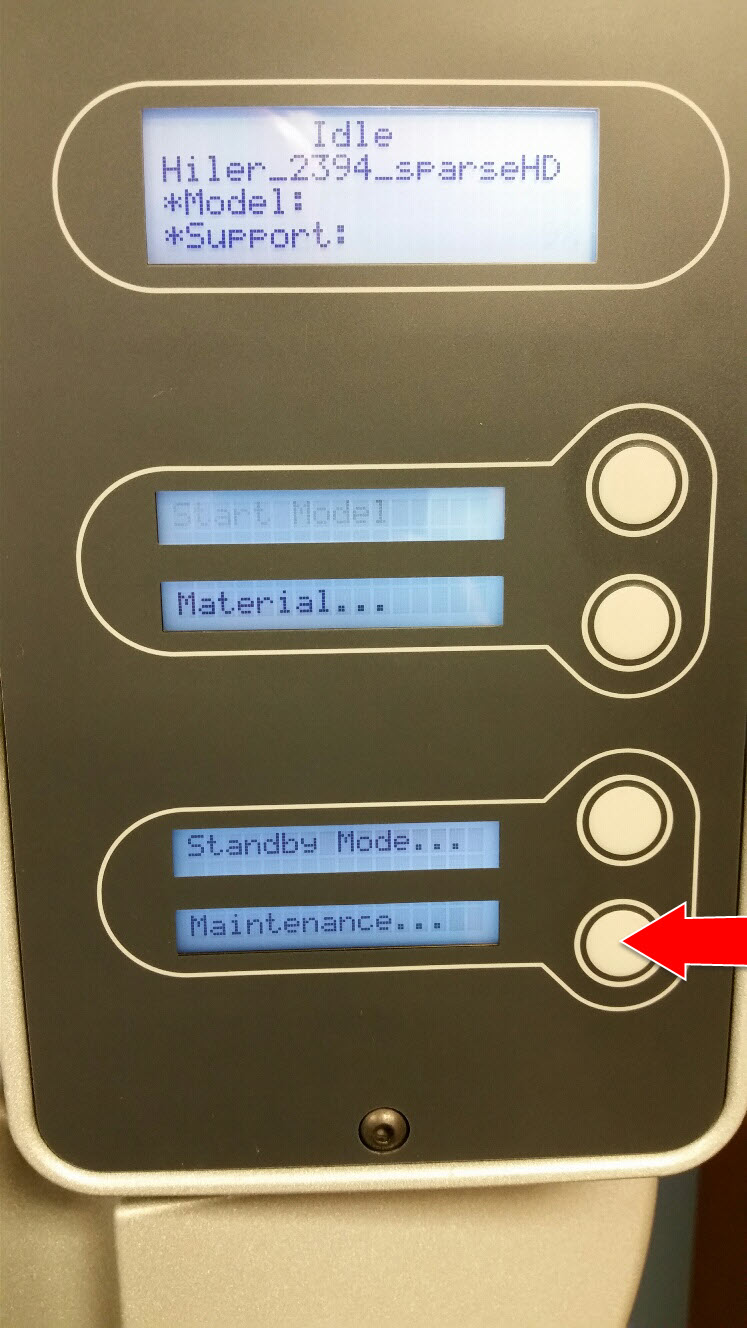 Idle
Hiler_2394_sparseHD
*Model:
*Support:
Start Model
Material...
Standby Mode...
Maintenance...